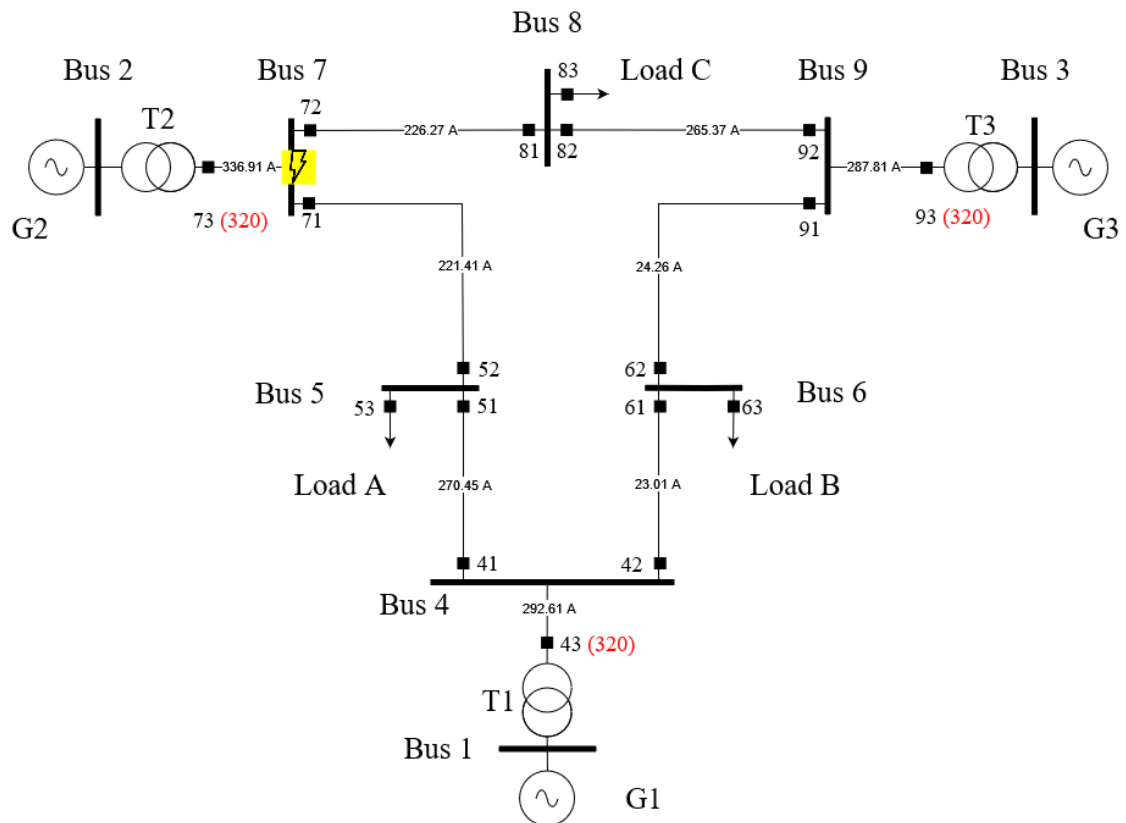 Bus 8
Bus 2
Bus 7
83
Load C
Bus 9
Bus 3
T2
72
T3
226.27 A
265.37 A
81
82
92
336.91 A
287.81 A
73 (320)
71
91
93 (320)
G2
G3
221.41 A
24.26 A
52
62
Bus 5
Bus 6
53
51
61
63
Load A
Load B
270.45 A
23.01 A
41
42
Bus 4
292.61 A
43 (320)
T1
Bus 1
G1